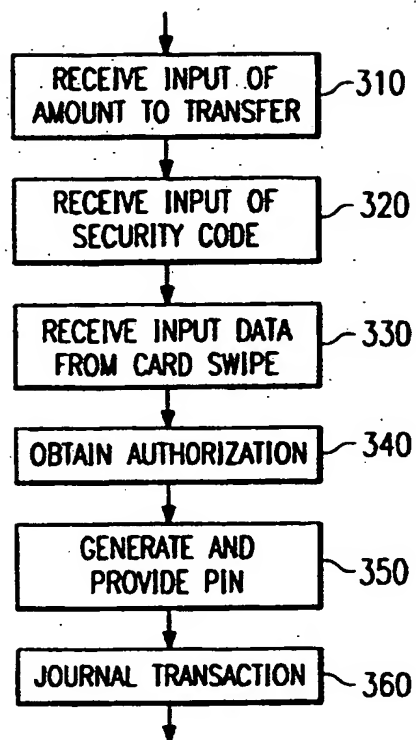 RECEIVE INPUT OF
AMOUNT TO TRANSFER
310
RECEIVE INPUT OF
SECURITY CODE
320
RECEIVE INPUT DATA
FROM CARD SWIPE
330
OBTAIN AUTHORIZATION
340
GENERATE AND
PROVIDE PIN
350
JOURNAL TRANSACTION
360